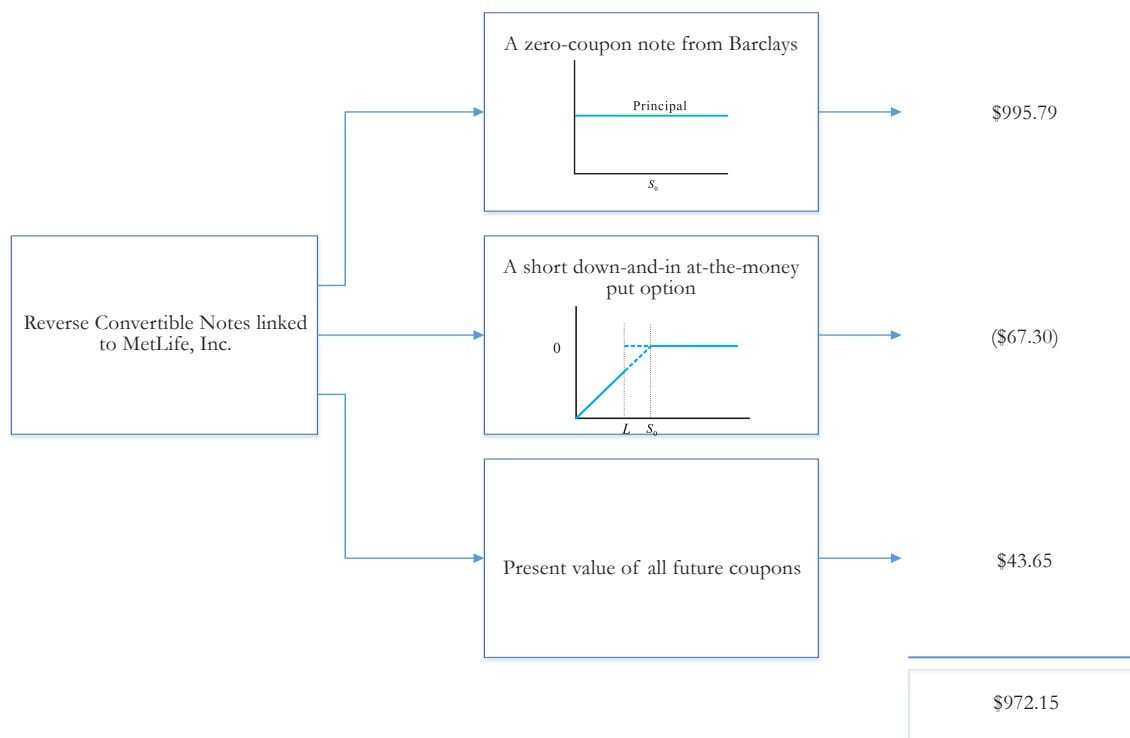 A zero-coupon note from Barclays
Principal
S₀
$995.79
Reverse Convertible Notes linked
to MetLife, Inc.
A short down-and-in at-the-money
put option
0
L S₀
($67.30)
Present value of all future coupons
$43.65
$972.15